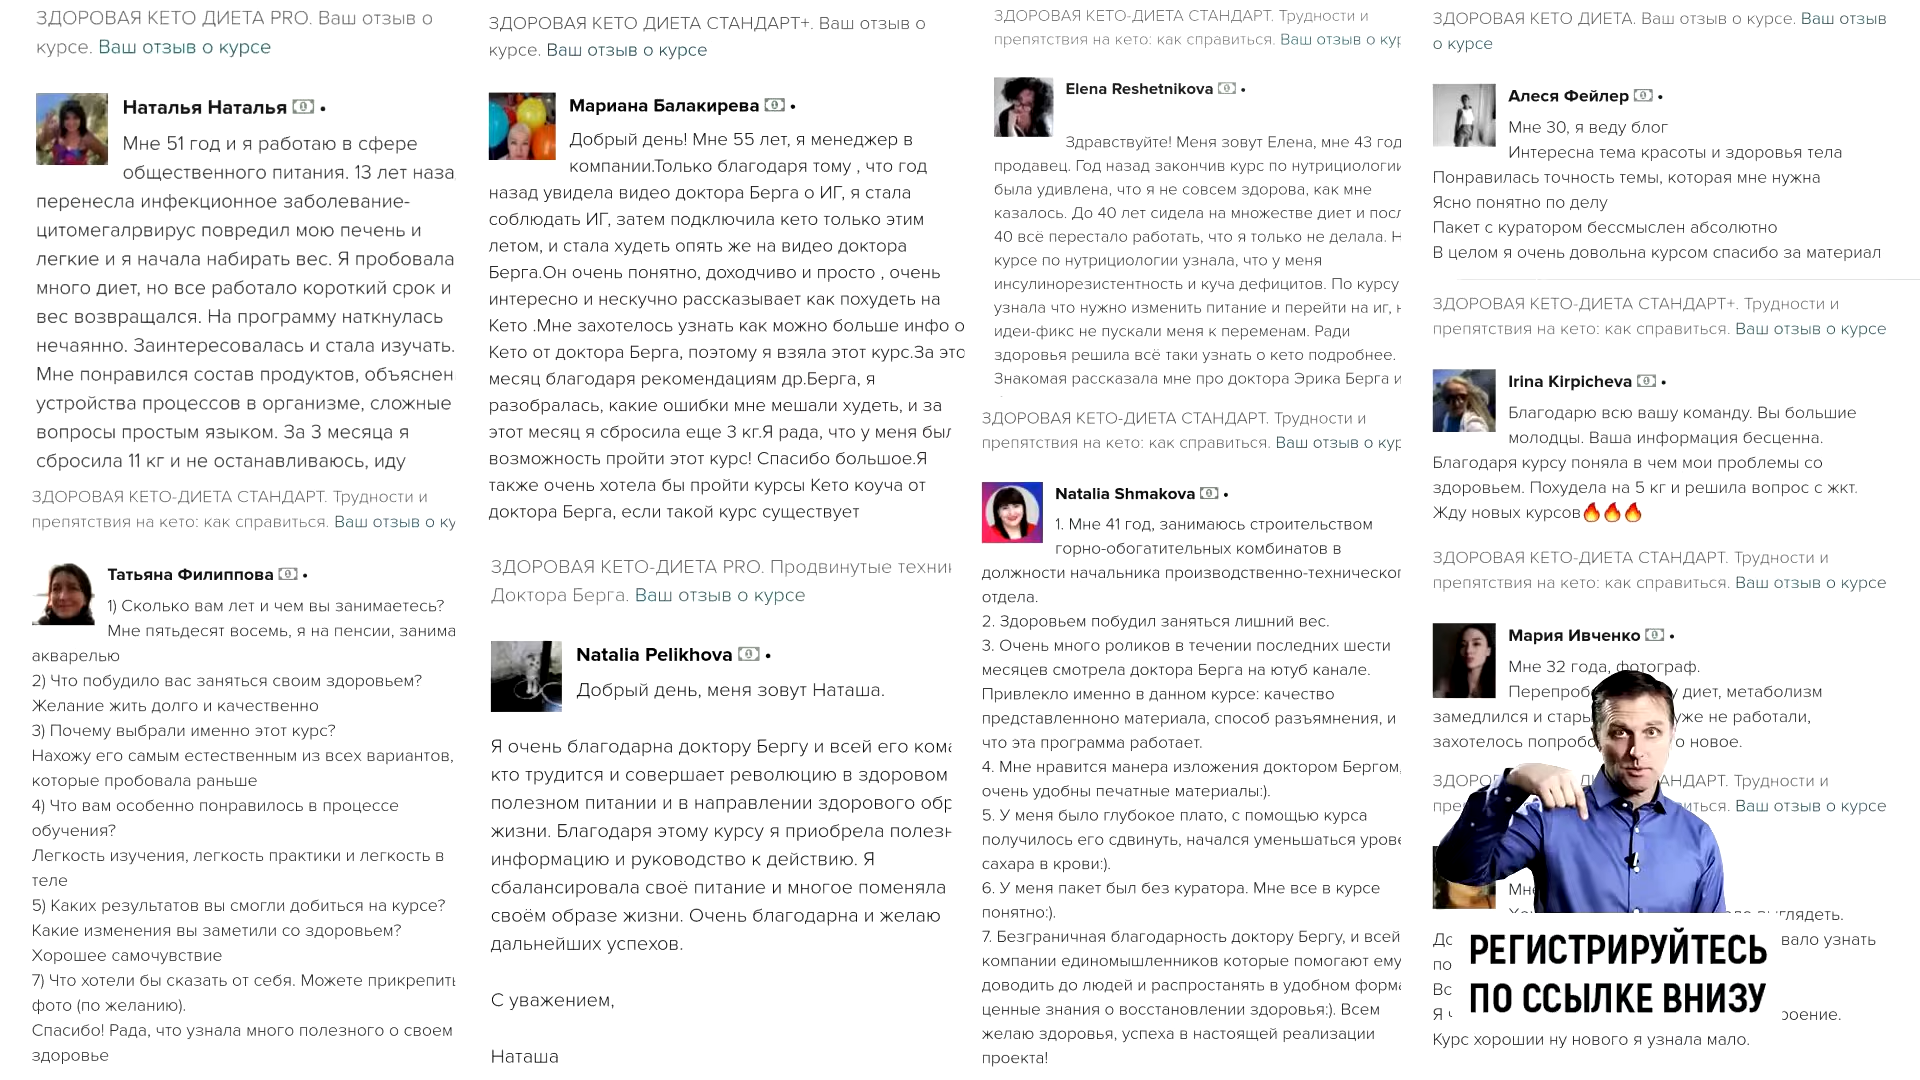 ЗДОРОВАЯ КЕТО ДИЕТА PRO. Ваш отзыв о
курсе. Ваш отзыв о курсе
Наталья Наталья
Мне 51 год и я работаю в сфере
общественного питания. 13 лет наза
перенесла инфекционное заболевание-
цитомегалрвирус повредил мою печень и
легкие и я начала набирать вес. Я пробовала
много диет, но все работало короткий срок и
вес возвращался. На программу наткнулась
нечаянно. Заинтересовалась и стала изучать.
Мне понравился состав продуктов, объяснен
устройства процессов в организме, сложные
вопросы простым языком. За 3 месяца я
сбросила 11 кг и не останавливаюсь, иду
ЗДОРОВАЯ КЕТО-ДИЕТА СТАНДАРТ. Трудности и
препятствия на кето: как справиться. Ваш отзыв о ку
Татьяна Филиппова
1) Сколько вам лет и чем вы занимаетесь?
Мне пятьдесят восемь, я на пенсии, занима
акварелью
2) Что побудило вас заняться своим здоровьем?
Желание жить долго и качественно
3) Почему выбрали именно этот курс?
Нахожу его самым естественным из всех вариантов,
которые пробовала раньше
4) Что вам особенно понравилось в процессе
обучения?
Легкость изучения, легкость практики и легкость в
теле
5) Каких результатов вы смогли добиться на курсе?
Какие изменения вы заметили со здоровьем?
Хорошее самочувствие
7) Что хотели бы сказать от себя. Можете прикрепить
фото (по желанию).
Спасибо! Рада, что узнала много полезного о своем
здоровье
ЗДОРОВАЯ КЕТО ДИЕТА СТАНДАРТ+. Ваш отзыв о
курсе. Ваш отзыв о курсе
Мариана Балакирева
Добрый день! Мне 55 лет, я менеджер в
компании.Только благодаря тому , что год
назад увидела видео доктора Берга о ИГ, я стала
соблюдать ИГ, затем подключила кето только этим
летом, и стала худеть опять же на видео доктора
Берга.Он очень понятно, доходчиво и просто , очень
интересно и нескучно рассказывает как похудеть на
Кето .Мне захотелось узнать как можно больше инфо о
Кето от доктора Берга, поэтому я взяла этот курс.За это
месяц благодаря рекомендациям др.Берга, я
разобралась, какие ошибки мне мешали худеть, и за
этот месяц я сбросила еще 3 кг.Я рада, что у меня был
возможность пройти этот курс! Спасибо большое.Я
также очень хотела бы пройти курсы Кето коуча от
доктора Берга, если такой курс существует
ЗДОРОВАЯ КЕТО-ДИЕТА PRO. Продвинутые техник
Доктора Берга. Ваш отзыв о курсе
Natalia Pelikhova
Добрый день, меня зовут Наташа.
Я очень благодарна доктору Бергу и всей его кома
кто трудится и совершает революцию в здоровом
полезном питании и в направлении здорового обр
жизни. Благодаря этому курсу я приобрела полезн
информацию и руководство к действию. Я
сбалансировала своё питание и многое поменяла
своём образе жизни. Очень благодарна и желаю
дальнейших успехов.
С уважением,
Наташа
ЗДОРОВАЯ КЕТО-ДИЕТА СТАНДАРТ. Трудности и
препятствия на кето: как справиться. Ваш отзыв о кур
Elena Reshetnikova
Здравствуйте! Меня зовут Елена, мне 43 год
продавец. Год назад закончив курс по нутрициологии
была удивлена, что я не совсем здорова, как мне
казалось. До 40 лет сидела на множестве диет и посл
40 всё перестало работать, что я только не делала. Н
курсе по нутрициологии узнала, что у меня
инсулинорезистентность и куча дефицитов. По курсу
узнала что нужно изменить питание и перейти на иг, н
идеи-фикс не пускали меня к переменам. Ради
здоровья решила всё таки узнать о кето подробнее.
Знакомая рассказала мне про доктора Эрика Берга и
ЗДОРОВАЯ КЕТО-ДИЕТА СТАНДАРТ. Трудности и
препятствия на кето: как справиться. Ваш отзыв о кур
Natalia Shmakova
1. Мне 41 год, занимаюсь строительством
горно-обогатительных комбинатов в
должности начальника производственно-техническог
отдела.
2. Здоровьем побудил заняться лишний вес.
3. Очень много роликов в течении последних шести
месяцев смотрела доктора Берга на ютуб канале.
Привлекло именно в данном курсе: качество
представленноно материала, способ разъямнения, и
что эта программа работает.
4. Мне нравится манера изложения доктором Бергом,
очень удобны печатные материалы:).
5. У меня было глубокое плато, с помощью курса
получилось его сдвинуть, начался уменьшаться урове
сахара в крови:).
6. У меня пакет был без куратора. Мне все в курсе
понятно:).
7. Безграничная благодарность доктору Бергу, и всей
компании единомышленников которые помогают ему
доводить до людей и распростанять в удобном форма
ценные знания о восстановлении здоровья:). Всем
желаю здоровья, успеха в настоящей реализации
проекта!
ЗДОРОВАЯ КЕТО ДИЕТА. Ваш отзыв о курсе. Ваш отзыв
о курсе
Алеся Фейлер
Мне 30, я веду блог
Интересна тема красоты и здоровья тела
Понравилась точность темы, которая мне нужна
Ясно понятно по делу
Пакет с куратором бессмыслен абсолютно
В целом я очень довольна курсом спасибо за материал
ЗДОРОВАЯ КЕТО-ДИЕТА СТАНДАРТ+. Трудности и
препятствия на кето: как справиться. Ваш отзыв о курсе
Irina Kirpicheva
Благодарю всю вашу команду. Вы большие
молодцы. Ваша информация бесценна.
Благодаря курсу поняла в чем мои проблемы со
здоровьем. Похудела на 5 кг и решила вопрос с жкт.
Жду новых курсов🔥🔥🔥
ЗДОРОВАЯ КЕТО-ДИЕТА СТАНДАРТ. Трудности и
препятствия на кето: как справиться. Ваш отзыв о курсе
Мария Ивченко
Мне 32 года, фотограф.
диет, метаболизм
замедлился и уже не работали,
захотелось новое.
Трудности и
Ваш отзыв о курсе
выглядеть.
узнать
Курс хорошии ну нового я узнала мало.
РЕГИСТРИРУЙТЕСЬ
ПО ССЫЛКЕ ВНИЗУ